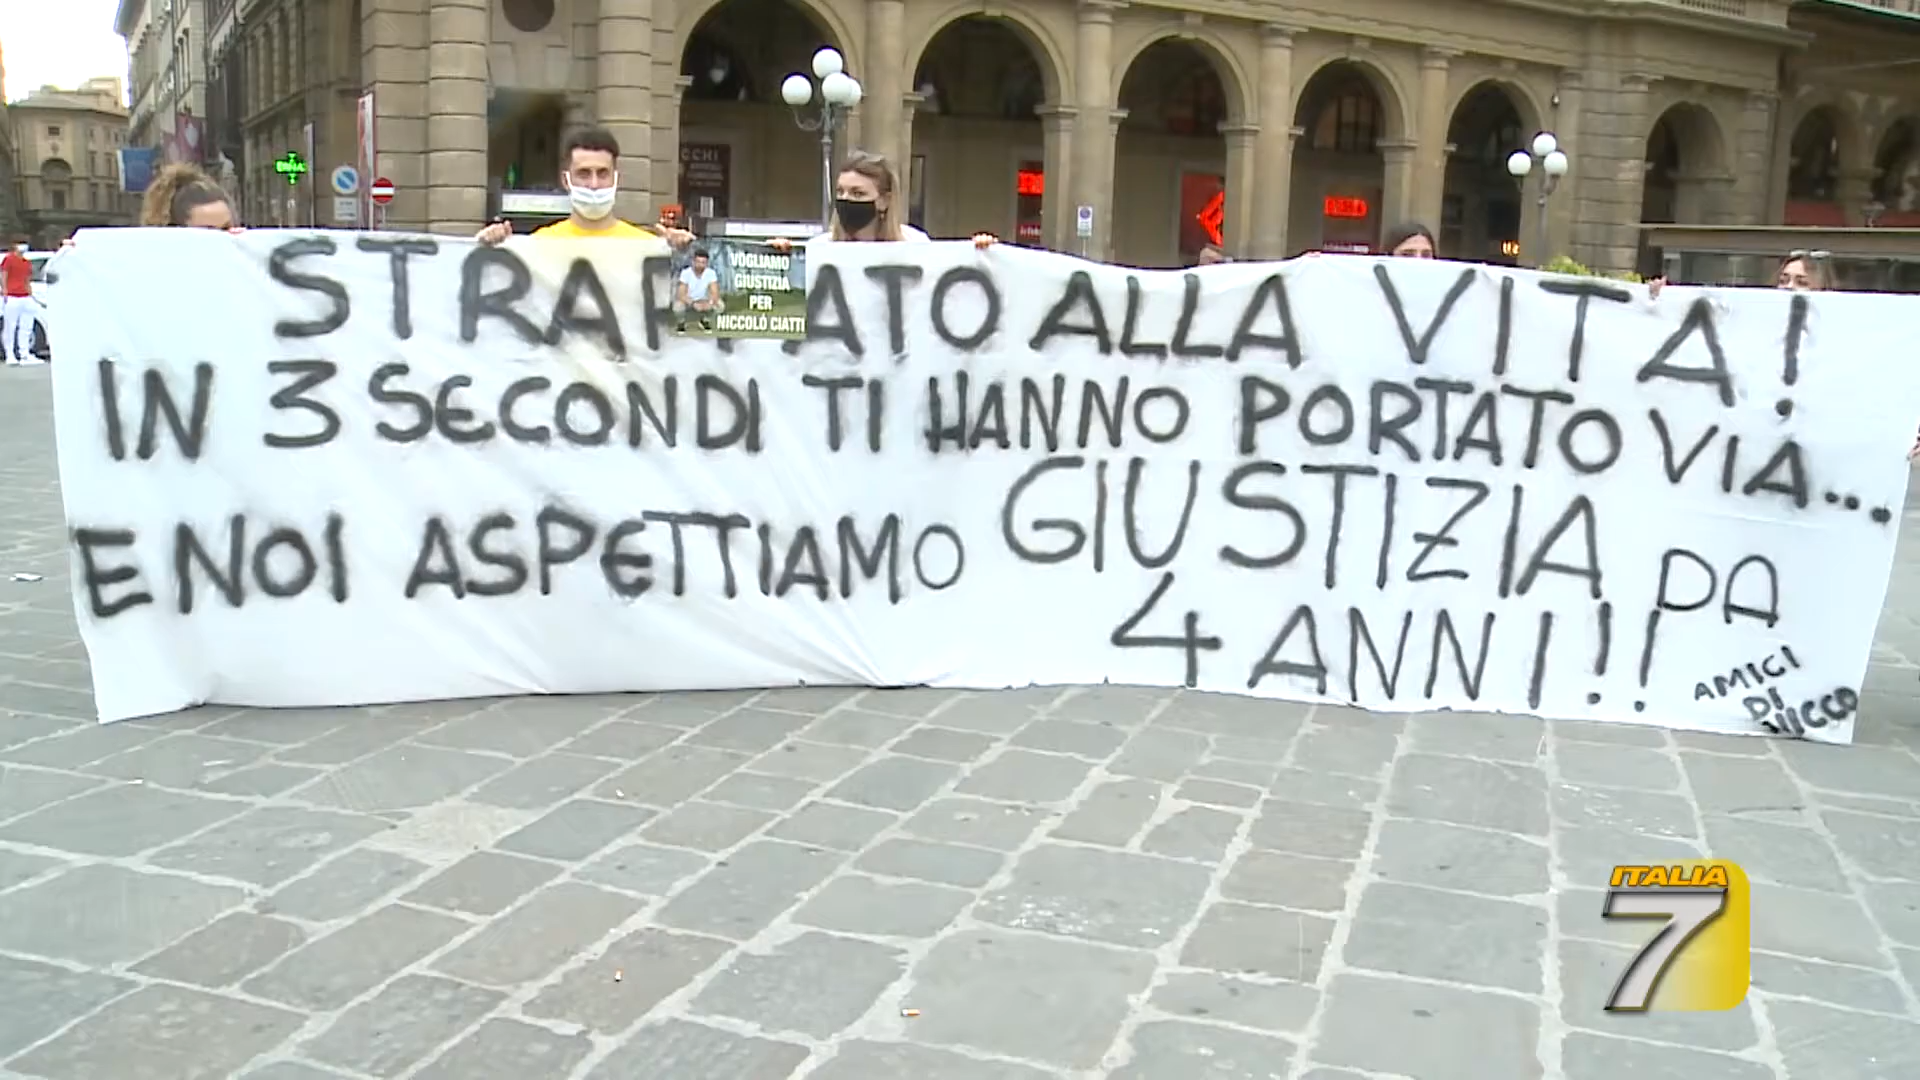 STRAPPATO ALLA VITA!
VOGLIAMO
GIUSTIZIA
PER
NICCOLÓ CIATTI
IN 3 SECONDI TI HANNO PORTATO VIA...
E NOI ASPETTIAMO GIUSTIZIA DA
4 ANNI!!!
AMICI
DI
NICCO
ITALIA
7